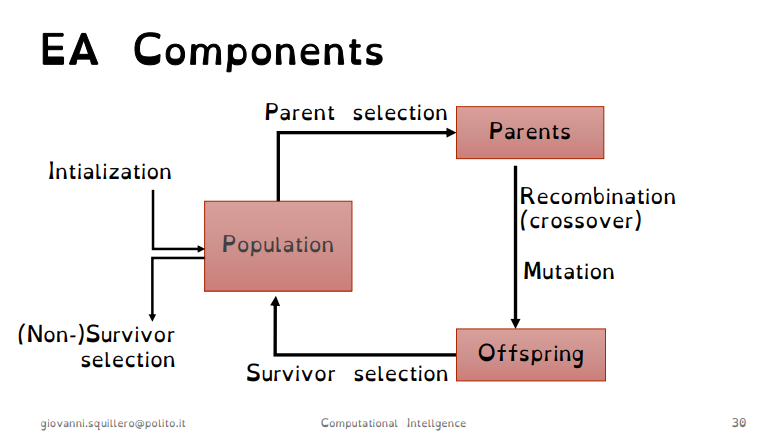 EA Components
Parent selection
Parents
Intialization
Recombination
(crossover)
Population
Mutation
(Non-)Survivor
selection
Offspring
Survivor selection
giovanni.squillero@polito.it
Computational Intellgence
30